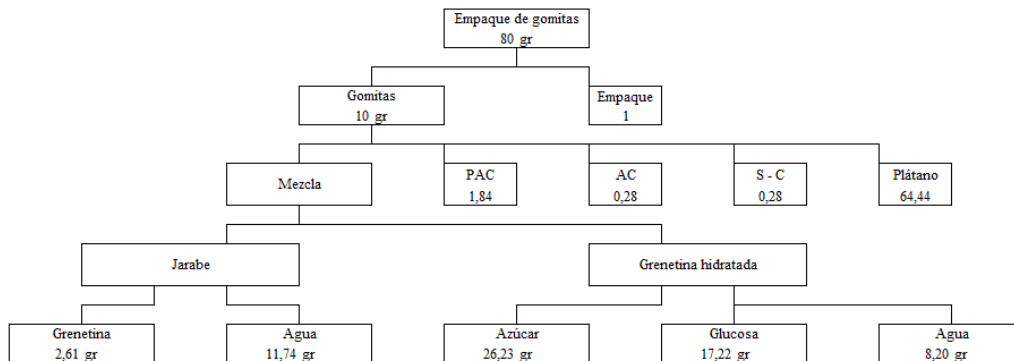 Empaque de gomitas
80 gr
Gomitas
10 gr
Empaque
1
Mezcla
PAC
1,84
AC
0,28
S - C
0,28
Plátano
64,44
Jarabe
Grenetina hidratada
Grenetina
2,61 gr
Agua
11,74 gr
Azúcar
26,23 gr
Glucosa
17,22 gr
Agua
8,20 gr